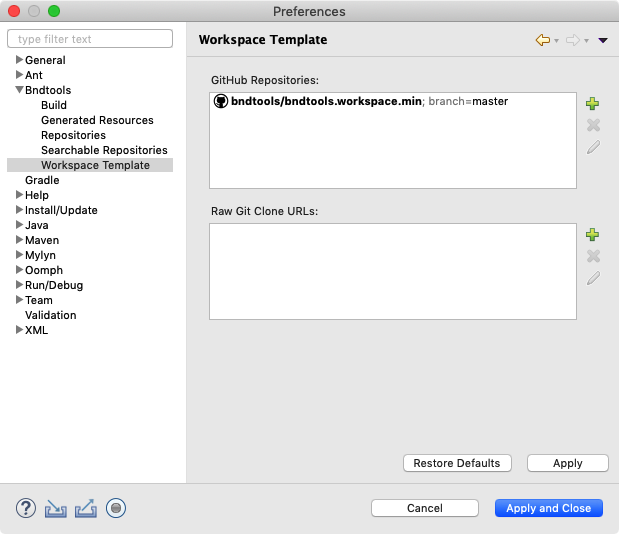 Preferences
type filter text
General
Ant
Bndtools
Build
Generated Resources
Repositories
Searchable Repositories
Workspace Template
Gradle
Help
Install/Update
Java
Maven
Mylyn
Oomph
Run/Debug
Team
Validation
XML
Workspace Template
GitHub Repositories:
bndtools/bndtools.workspace.min; branch=master
Raw Git Clone URLs:
Restore Defaults
Apply
?
Cancel
Apply and Close